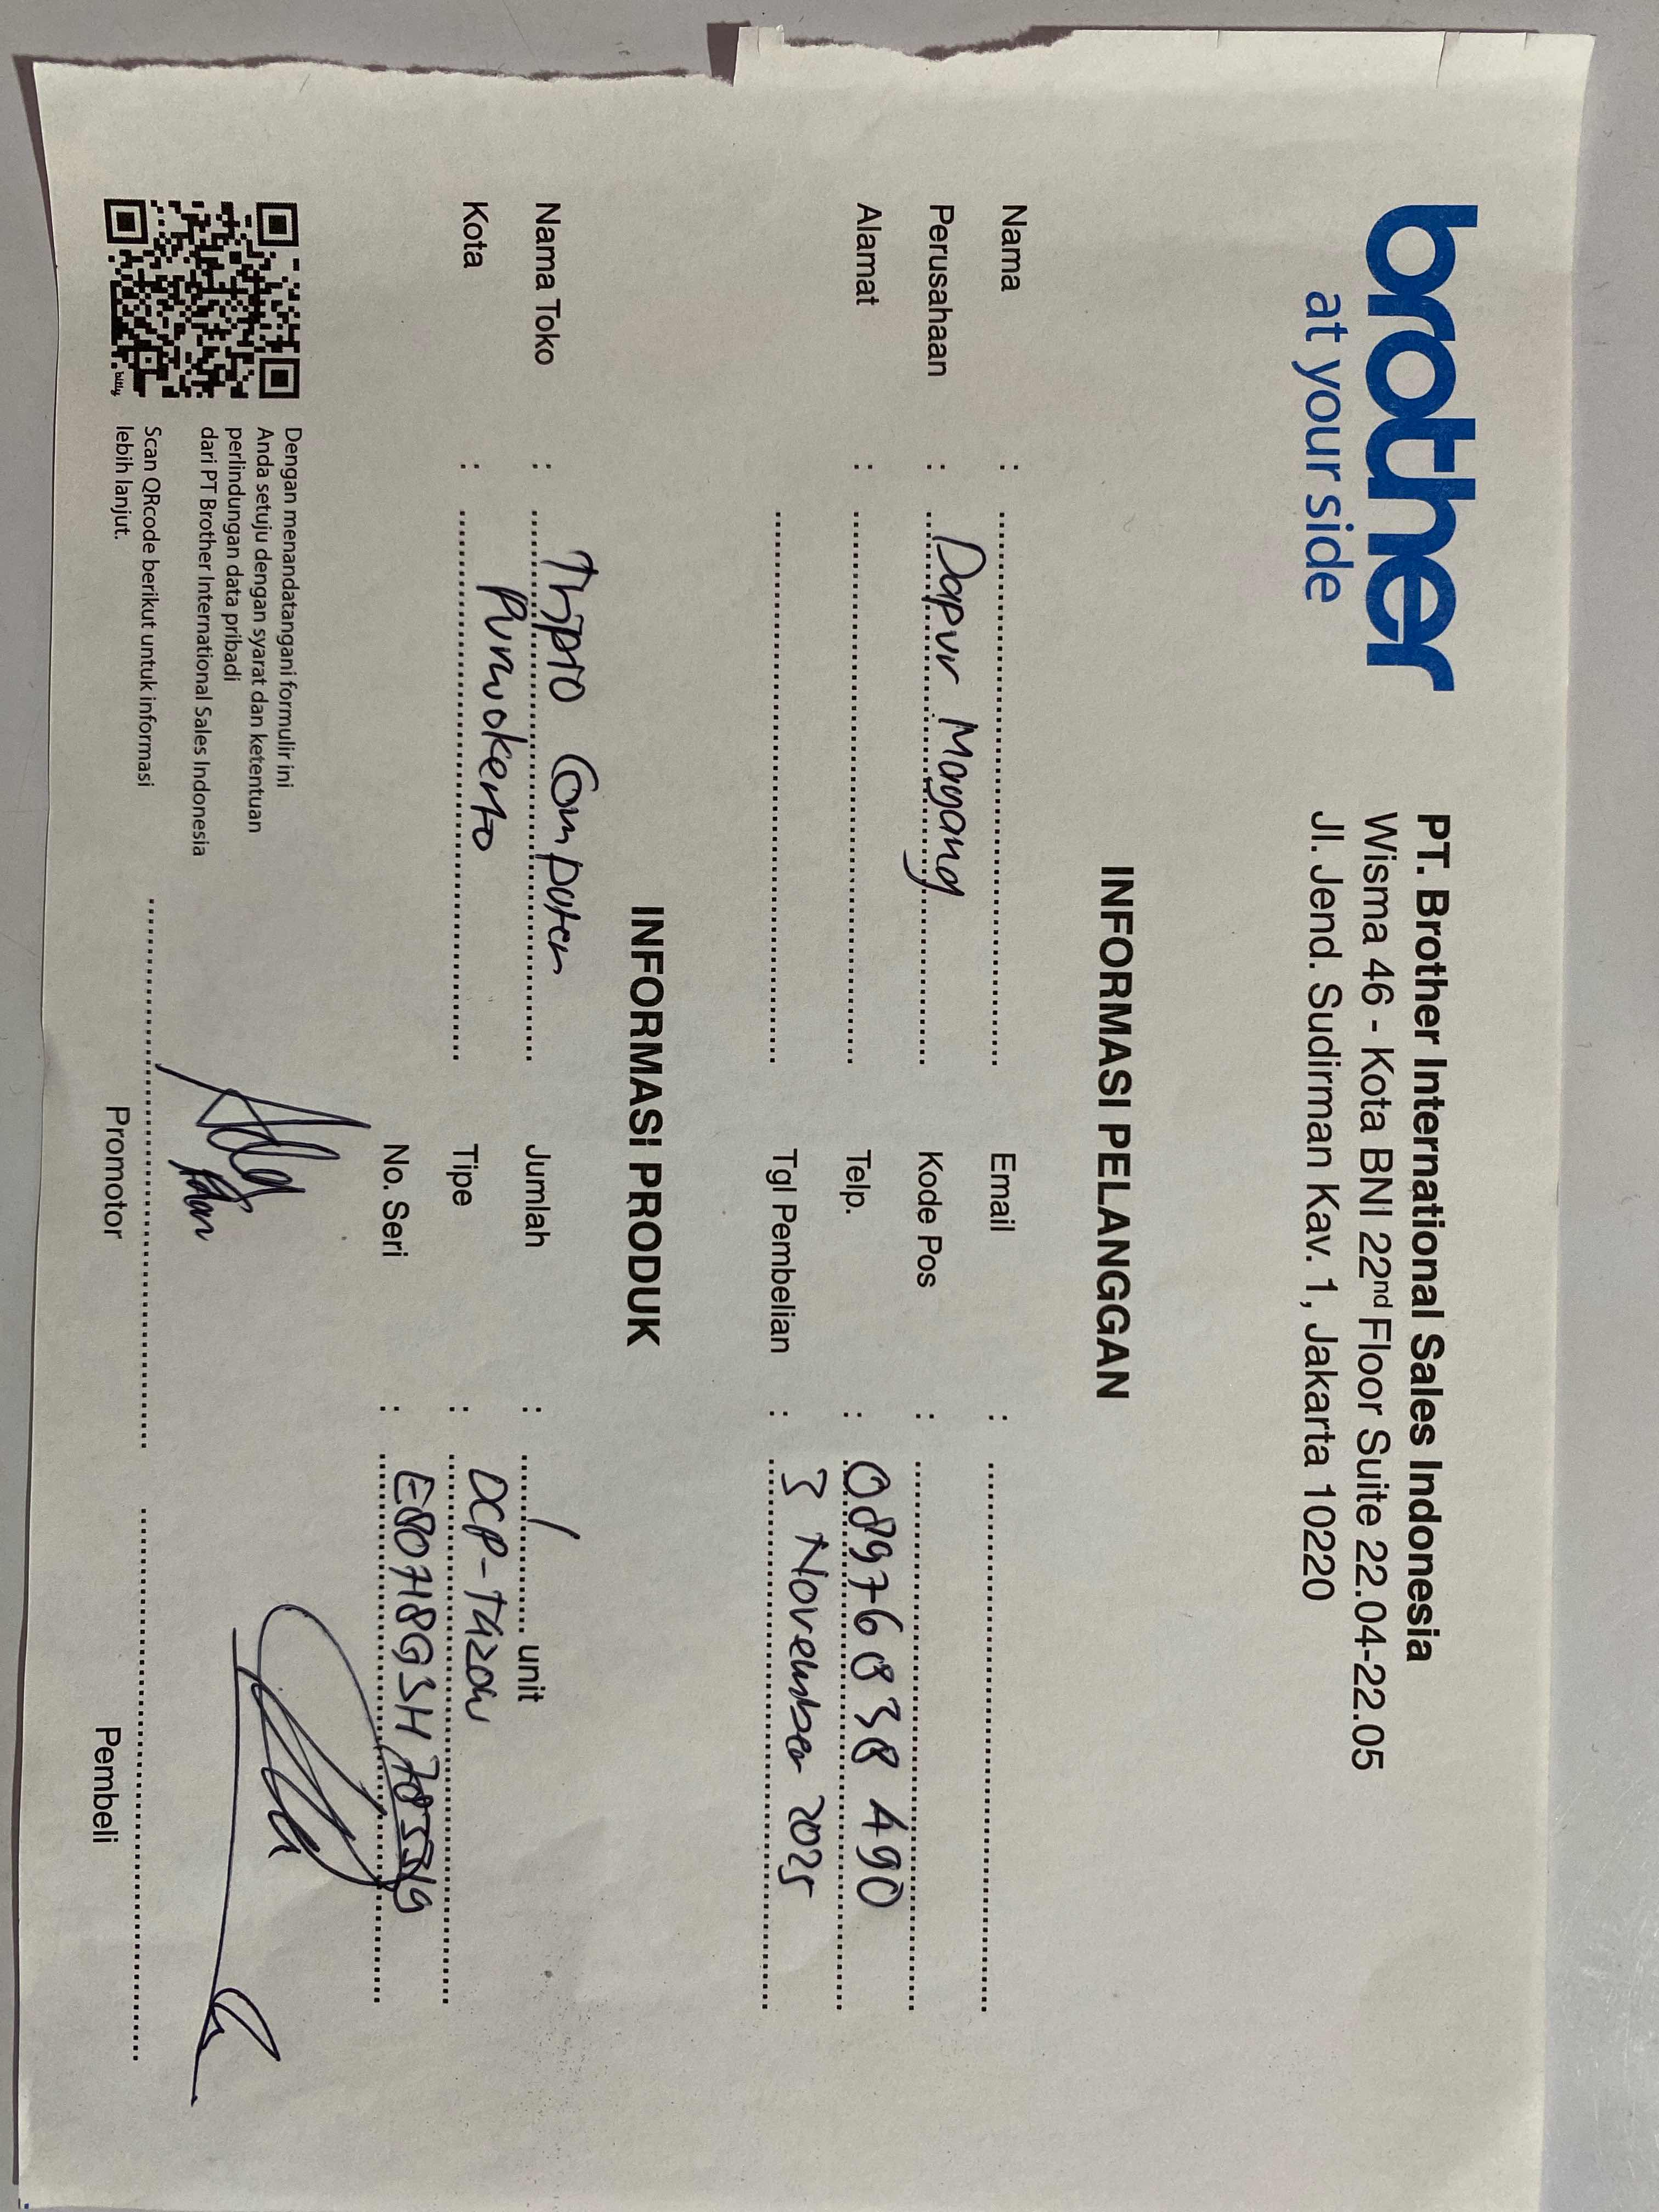 brother
at your side
PT. Brother International Sales Indonesia
Wisma 46 - Kota BNI 22nd Floor Suite 22.04-22.05
Jl. Jend. Sudirman Kav. 1, Jakarta 10220
INFORMASI PELANGGAN
Nama : Email :
Perusahaan : Dapur Magang Kode Pos :
Alamat : Telp. : 0897 6038 490
Tgl Pembelian : 3 November 2025
INFORMASI PRODUK
Nama Toko : Computer Jumlah : 1 unit
Kota : Purwokerto Tipe : DCP-T420W
No. Seri :
Dengan menandatangani formulir ini
Anda setuju dengan syarat dan ketentuan
perlindungan data pribadi
dari PT Brother International Sales Indonesia
Scan QRcode berikut untuk informasi
lebih lanjut.
bitly
Promotor Pembeli